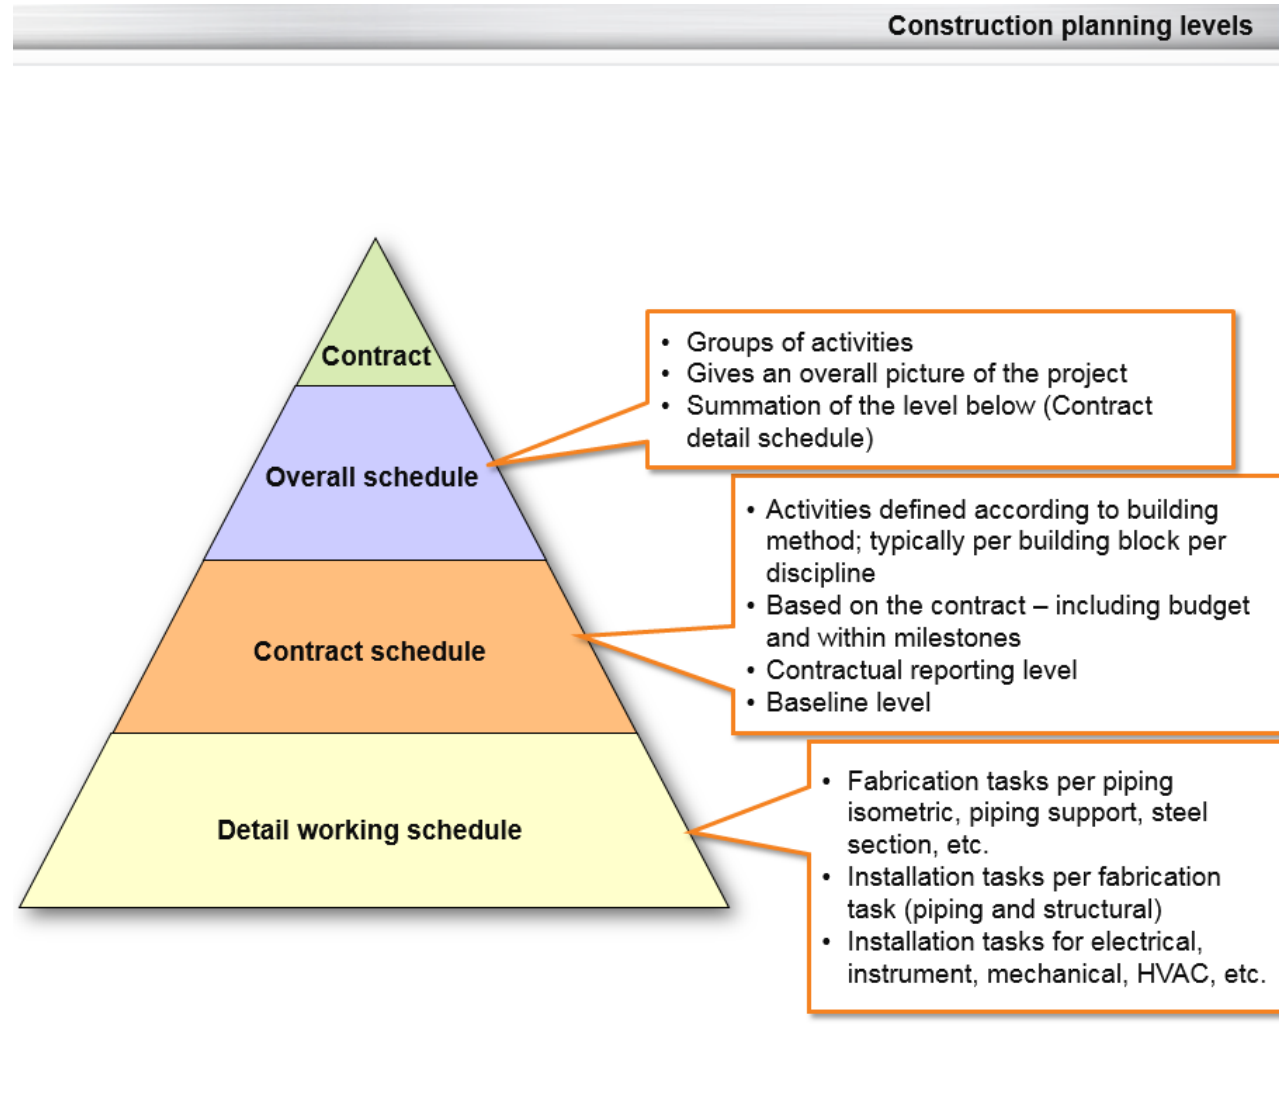 Construction planning levels
Contract
Overall schedule
Contract schedule
Detail working schedule
• Groups of activities
• Gives an overall picture of the project
• Summation of the level below (Contract
detail schedule)
• Activities defined according to building
method; typically per building block per
discipline
• Based on the contract – including budget
and within milestones
• Contractual reporting level
• Baseline level
• Fabrication tasks per piping
isometric, piping support, steel
section, etc.
• Installation tasks per fabrication
task (piping and structural)
• Installation tasks for electrical,
instrument, mechanical, HVAC, etc.